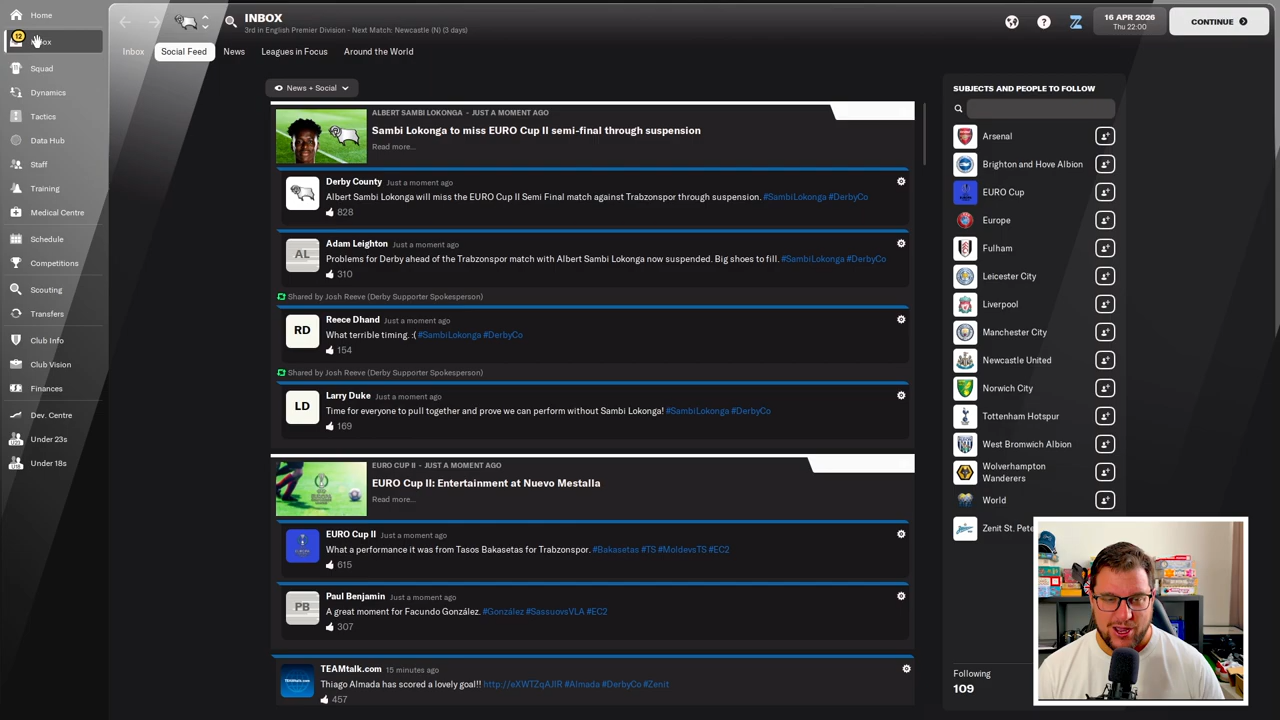 Home
12
Inbox
Squad
Dynamics
Tactics
Data Hub
Staff
Training
Medical Centre
Schedule
Competitions
Scouting
Transfers
Club Info
Club Vision
Finances
Dev. Centre
Under 23s
Under 18s
INBOX
3rd in English Premier Division - Next Match: Newcastle (N) (3 days)
16 APR 2026
Thu 22:00
CONTINUE
Inbox
Social Feed
News
Leagues in Focus
Around the World
News + Social
ALBERT SAMBI LOKONGA - JUST A MOMENT AGO
Sambi Lokonga to miss EURO Cup II semi-final through suspension
Read more...
Derby County Just a moment ago
Albert Sambi Lokonga will miss the EURO Cup II Semi Final match against Trabzonspor through suspension. #SambiLokonga #DerbyCo
828
AL
Adam Leighton Just a moment ago
Problems for Derby ahead of the Trabzonspor match with Albert Sambi Lokonga now suspended. Big shoes to fill. #SambiLokonga #DerbyCo
310
Shared by Josh Reeve (Derby Supporter Spokesperson)
RD
Reece Dhand Just a moment ago
What terrible timing. :( #SambiLokonga #DerbyCo
154
Shared by Josh Reeve (Derby Supporter Spokesperson)
LD
Larry Duke Just a moment ago
Time for everyone to pull together and prove we can perform without Sambi Lokonga! #SambiLokonga #DerbyCo
169
EURO CUP II - JUST A MOMENT AGO
EURO Cup II: Entertainment at Nuevo Mestalla
Read more...
EURO Cup II Just a moment ago
What a performance it was from Tasos Bakasetas for Trabzonspor. #Bakasetas #TS #MoldevsTS #EC2
615
PB
Paul Benjamin Just a moment ago
A great moment for Facundo González. #González #SassuovsVLA #EC2
307
TEAMtalk.com 15 minutes ago
Thiago Almada has scored a lovely goal!! http://eXWTZqAJIR #Almada #DerbyCo #Zenit
457
SUBJECTS AND PEOPLE TO FOLLOW
Arsenal
Brighton and Hove Albion
EURO Cup
Europe
Fulham
Leicester City
Liverpool
Manchester City
Newcastle United
Norwich City
Tottenham Hotspur
West Bromwich Albion
Wolverhampton
Wanderers
World
Zenit St. Pete
Following
109